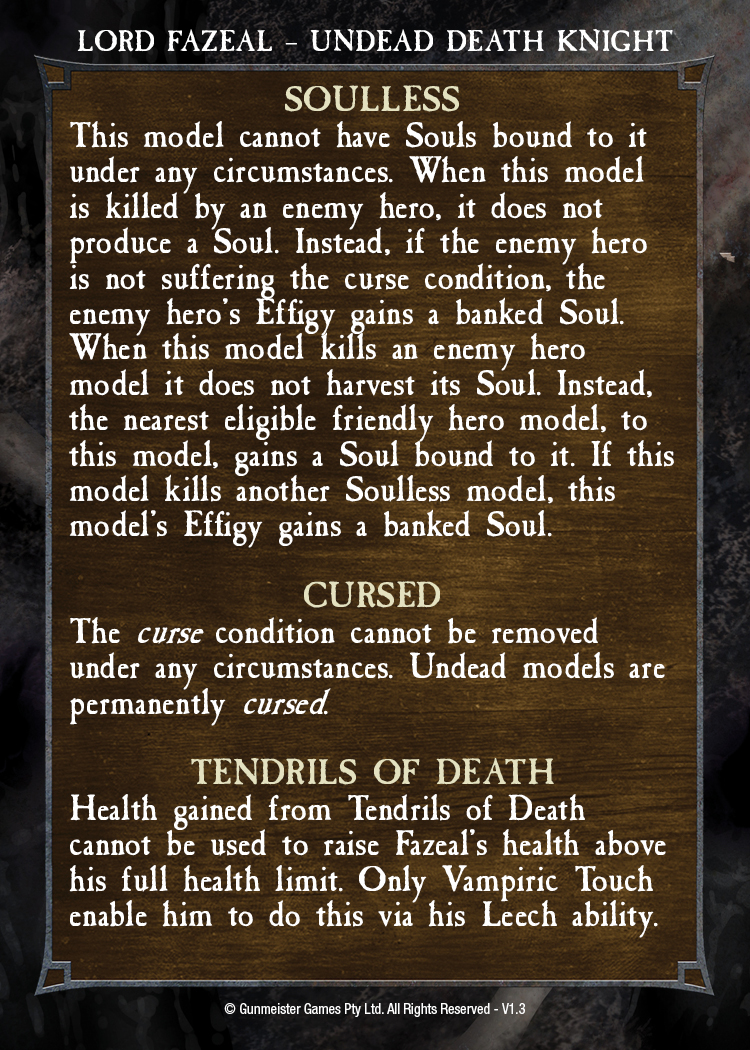 LORD FAZEAL – UNDEAD DEATH KNIGHT
SOULLESS
This model cannot have Souls bound to it
under any circumstances. When this model
is killed by an enemy hero, it does not
produce a Soul. Instead, if the enemy hero
is not suffering the curse condition, the
enemy hero's Effigy gains a banked Soul.
When this model kills an enemy hero
model it does not harvest its Soul. Instead,
the nearest eligible friendly hero model, to
this model, gains a Soul bound to it. If this
model kills another Soulless model, this
model's Effigy gains a banked Soul.
CURSED
The curse condition cannot be removed
under any circumstances. Undead models are
permanently cursed.
TENDRILS OF DEATH
Health gained from Tendrils of Death
cannot be used to raise Fazeal's health above
his full health limit. Only Vampiric Touch
enable him to do this via his Leech ability.
© Gunmeister Games Pty Ltd. All Rights Reserved - V1.3